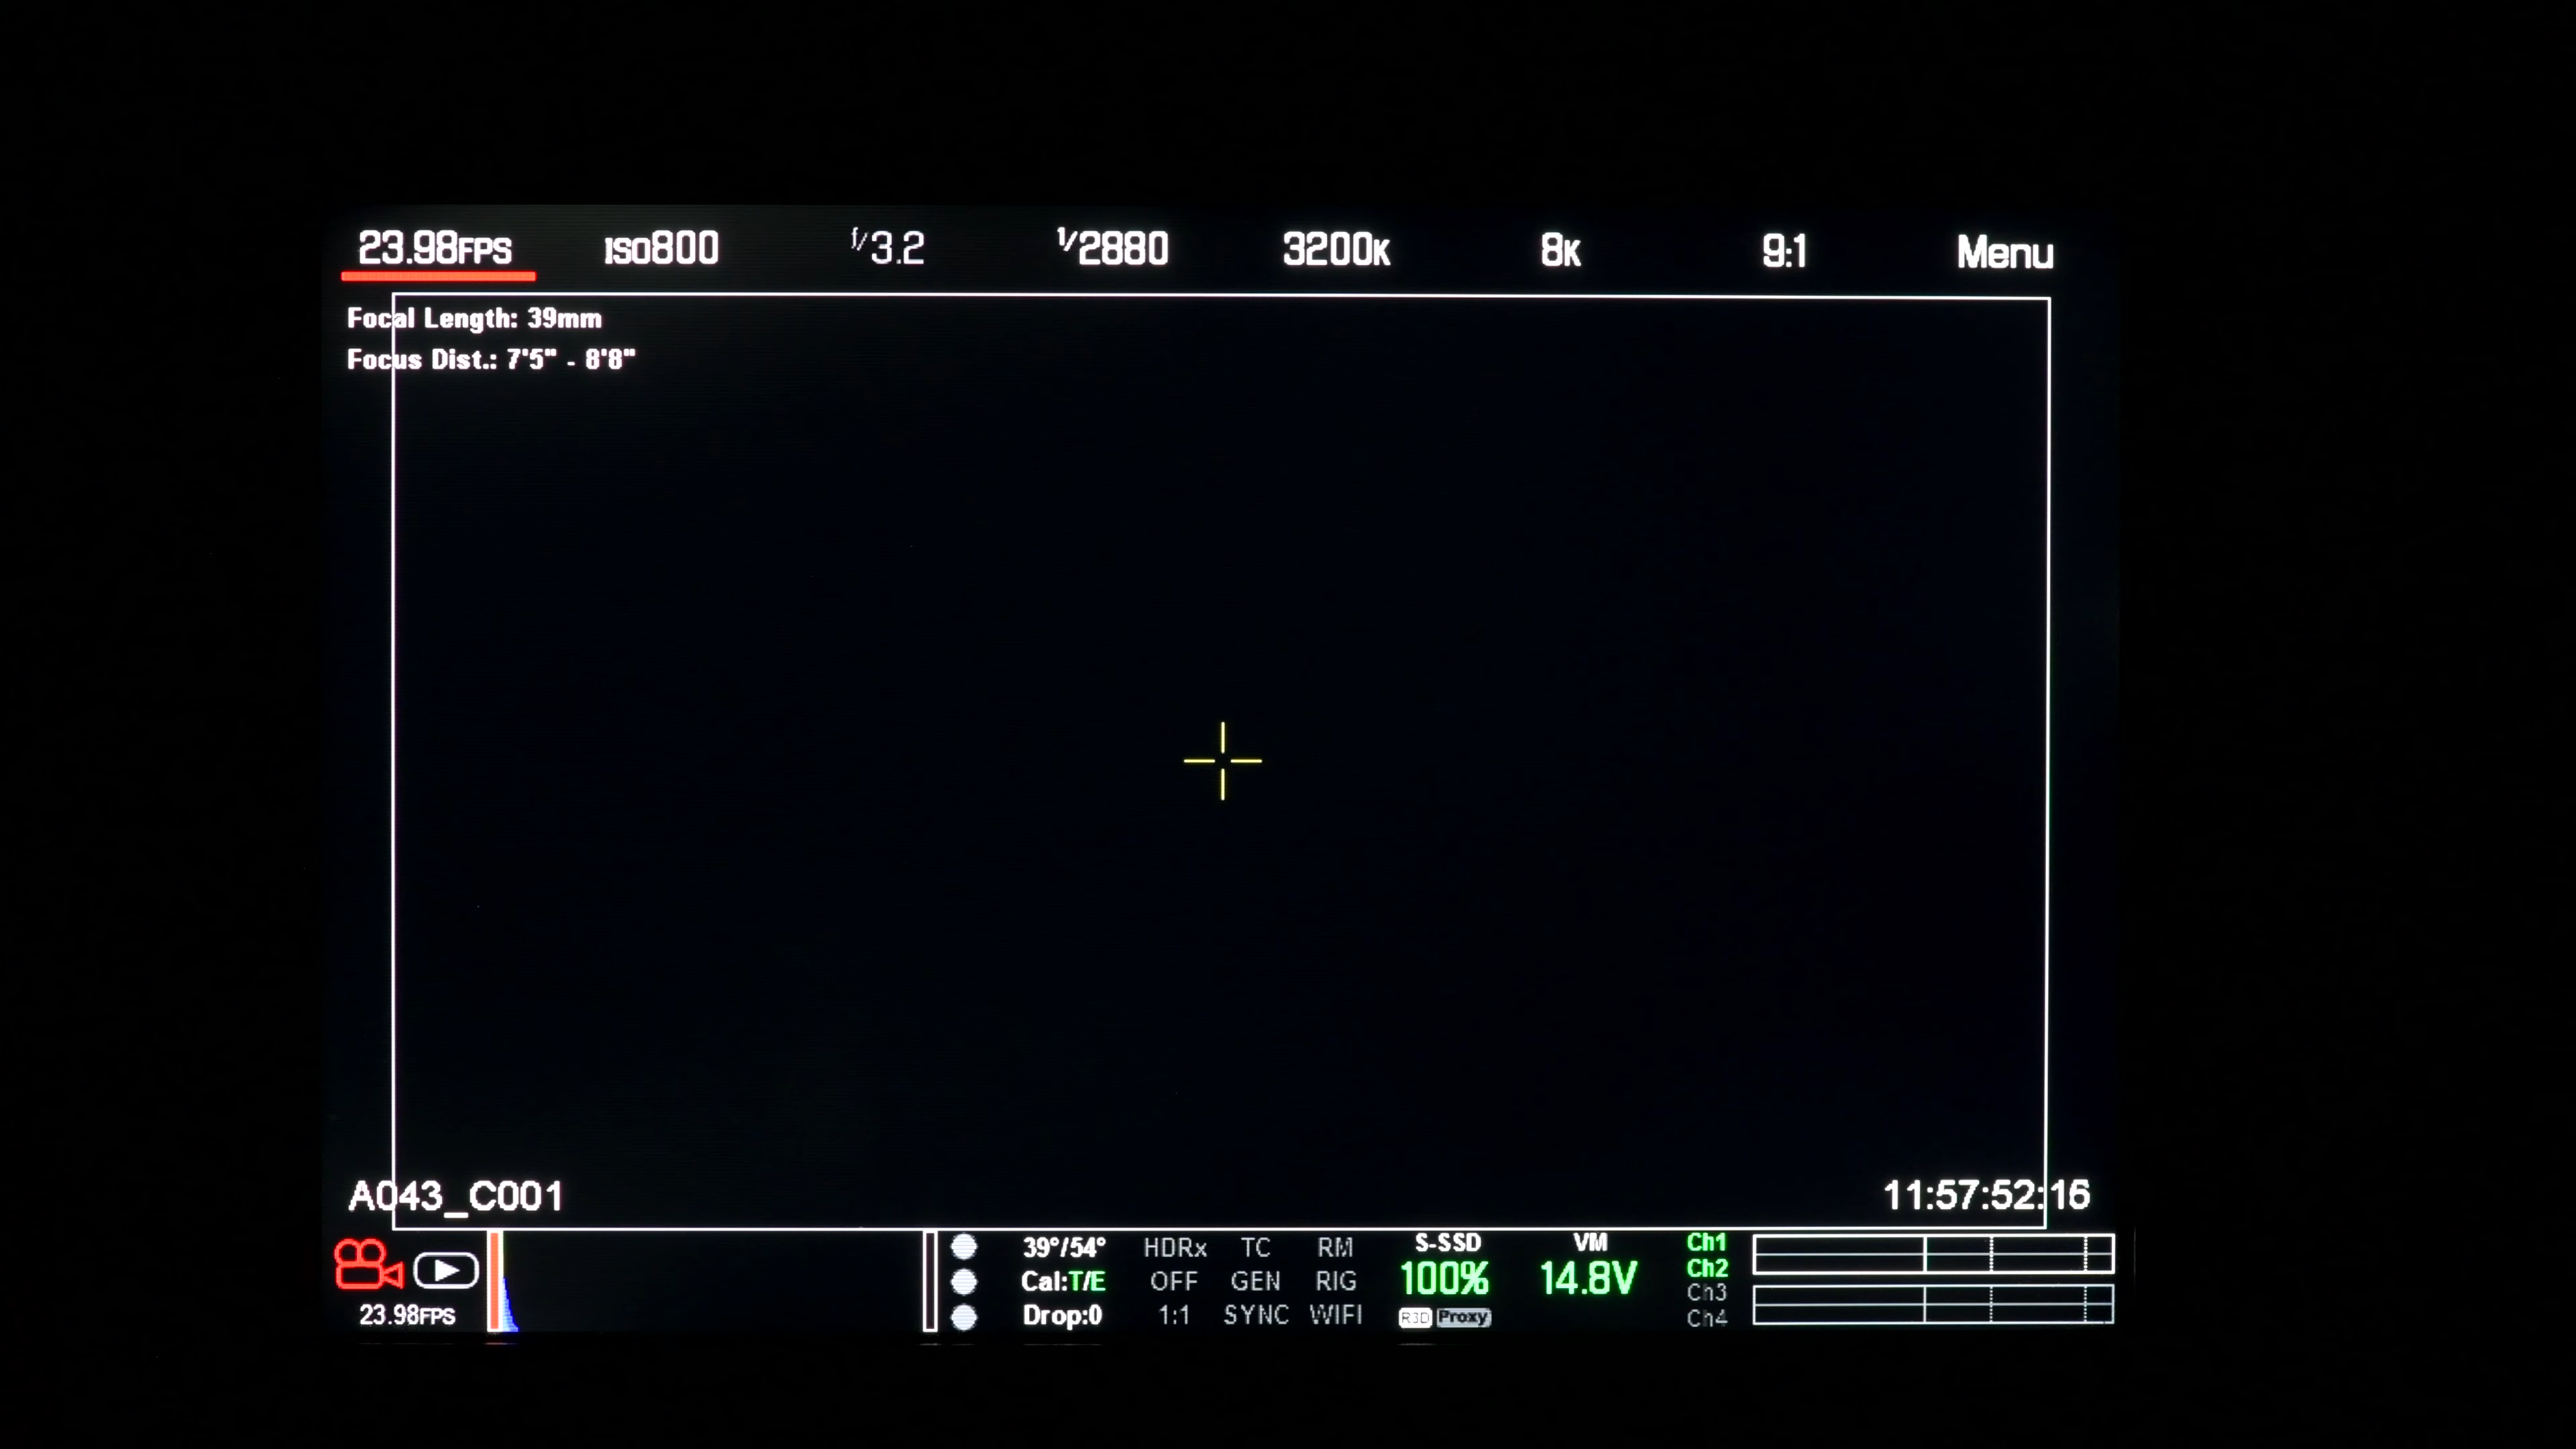 23.98FPS ISO800 f/3.2 1/2880 3200K 8K 9:1 Menu
Focal Length: 39mm
Focus Dist.: 7'5" - 8'8"
A043_C001 11:57:52:16
39°/54° HDRx TC RM S-SSD VM Ch1
Cal:T/E OFF GEN RIG 100% 14.8V Ch2
Ch3
23.98FPS Drop:0 1:1 SYNC WIFI R3D Proxy Ch4